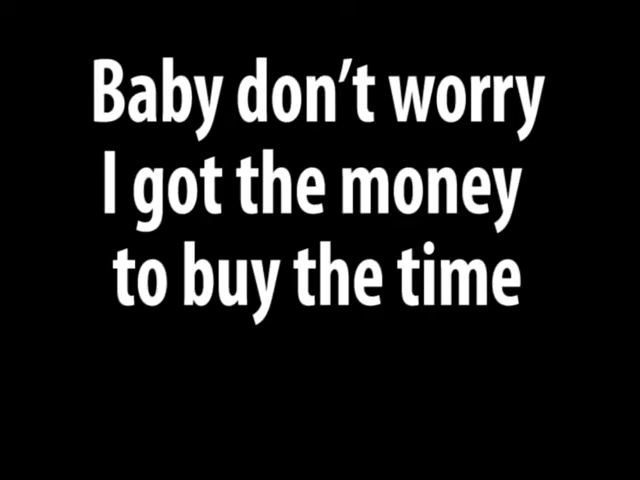 Baby don’t worry
I got the money
to buy the time